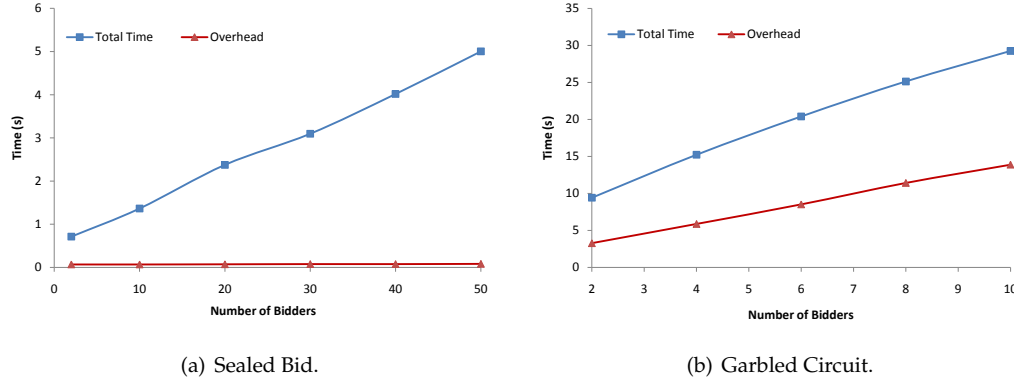 6
5
4
3
2
1
0
Time (s)
Total Time
Overhead
0 10 20 30 40 50
Number of Bidders
(a) Sealed Bid.
35
30
25
20
15
10
5
0
Time (s)
Total Time
Overhead
2 3 4 5 6 7 8 9 10
Number of Bidders
(b) Garbled Circuit.